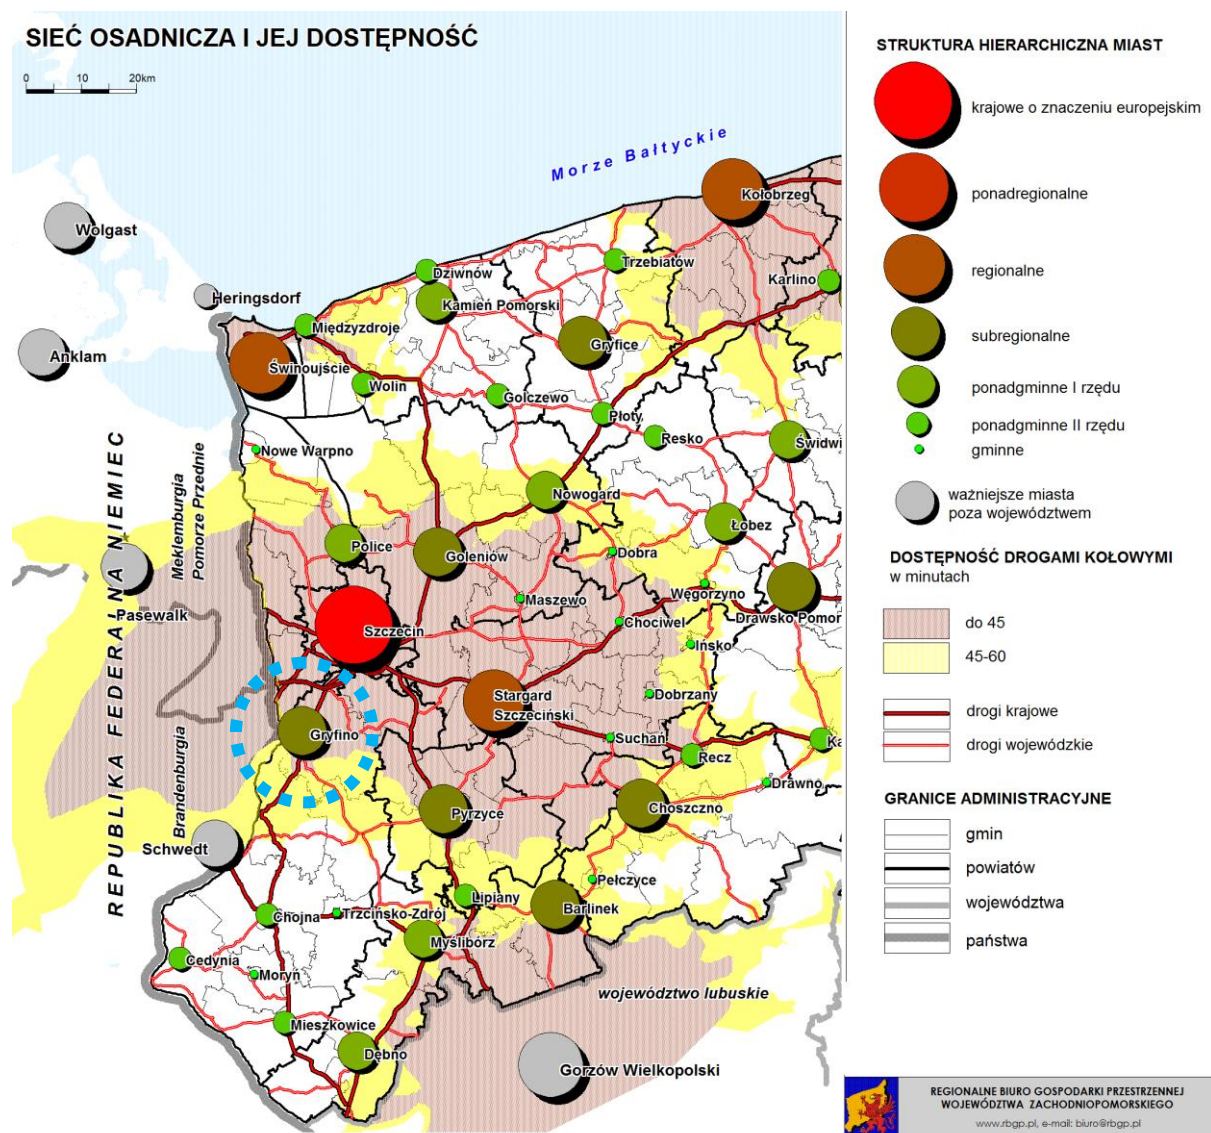 SIEĆ OSADNICZA I JEJ DOSTĘPNOŚĆ
0 10 20km
Morze Bałtyckie
Kołobrzeg
Wolgast
Trzebiatów
Dziwnów
Karlino
Heringsdorf
Kamień Pomorski
Międzyzdroje
Gryfice
Anklam
Świnoujście
Wolin
Golczewo
Płoty
Resko
Świdwi
Nowe Warpno
Nowogard
Łobez
Police
Goleniów
Dobra
REPUBLIKA FEDERALNA NIEMIEC
Meklemburgia
Pomorze Przednie
Pasewalk
Maszewo
Węgorzyno
Drawsko Pomor
Chociwel
Szczecin
Ińsko
Stargard
Szczeciński
Dobrzany
Gryfino
Suchań
Recz
Ka
Brandenburgia
Drawno
Pyrzyce
Choszczno
Schwedt
Pełczyce
Lipiany
Barlinek
Chojna
Trzcińsko-Zdrój
Myślibórz
Cedynia
Moryń
województwo lubuskie
Mieszkowice
Dębno
Gorzów Wielkopolski
STRUKTURA HIERARCHICZNA MIAST
krajowe o znaczeniu europejskim
ponadregionalne
regionalne
subregionalne
ponadgminne I rzędu
ponadgminne II rzędu
gminne
ważniejsze miasta
poza województwem
DOSTĘPNOŚĆ DROGAMI KOŁOWYMI
w minutach
do 45
45-60
drogi krajowe
drogi wojewódzkie
GRANICE ADMINISTRACYJNE
gmin
powiatów
województwa
państwa
REGIONALNE BIURO GOSPODARKI PRZESTRZENNEJ
WOJEWÓDZTWA ZACHODNIOPOMORSKIEGO
www.rbgp.pl, e-mail: biuro@rbgp.pl